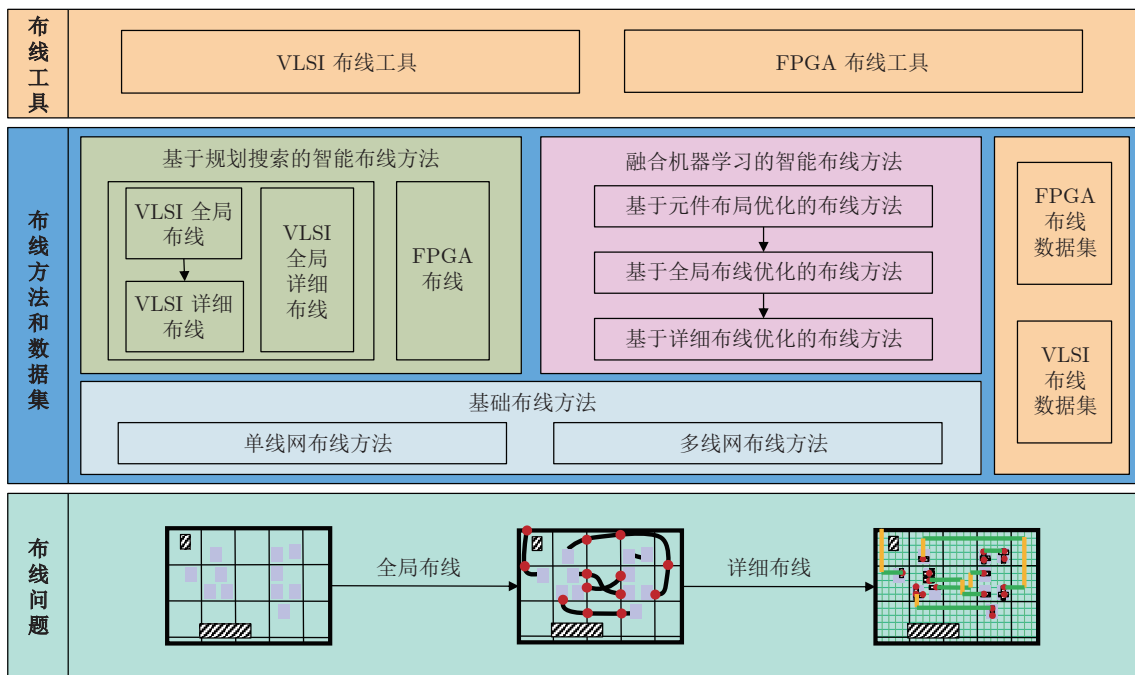 布线工具
VLSI 布线工具
FPGA 布线工具
布线方法和数据集
基于规划搜索的智能布线方法
VLSI 全局
布线
VLSI 详细
布线
VLSI
全局
详细
布线
FPGA
布线
融合机器学习的智能布线方法
基于元件布局优化的布线方法
基于全局布线优化的布线方法
基于详细布线优化的布线方法
FPGA
布线
数据集
VLSI
布线
数据集
基础布线方法
单线网布线方法
多线网布线方法
布线问题
全局布线
详细布线